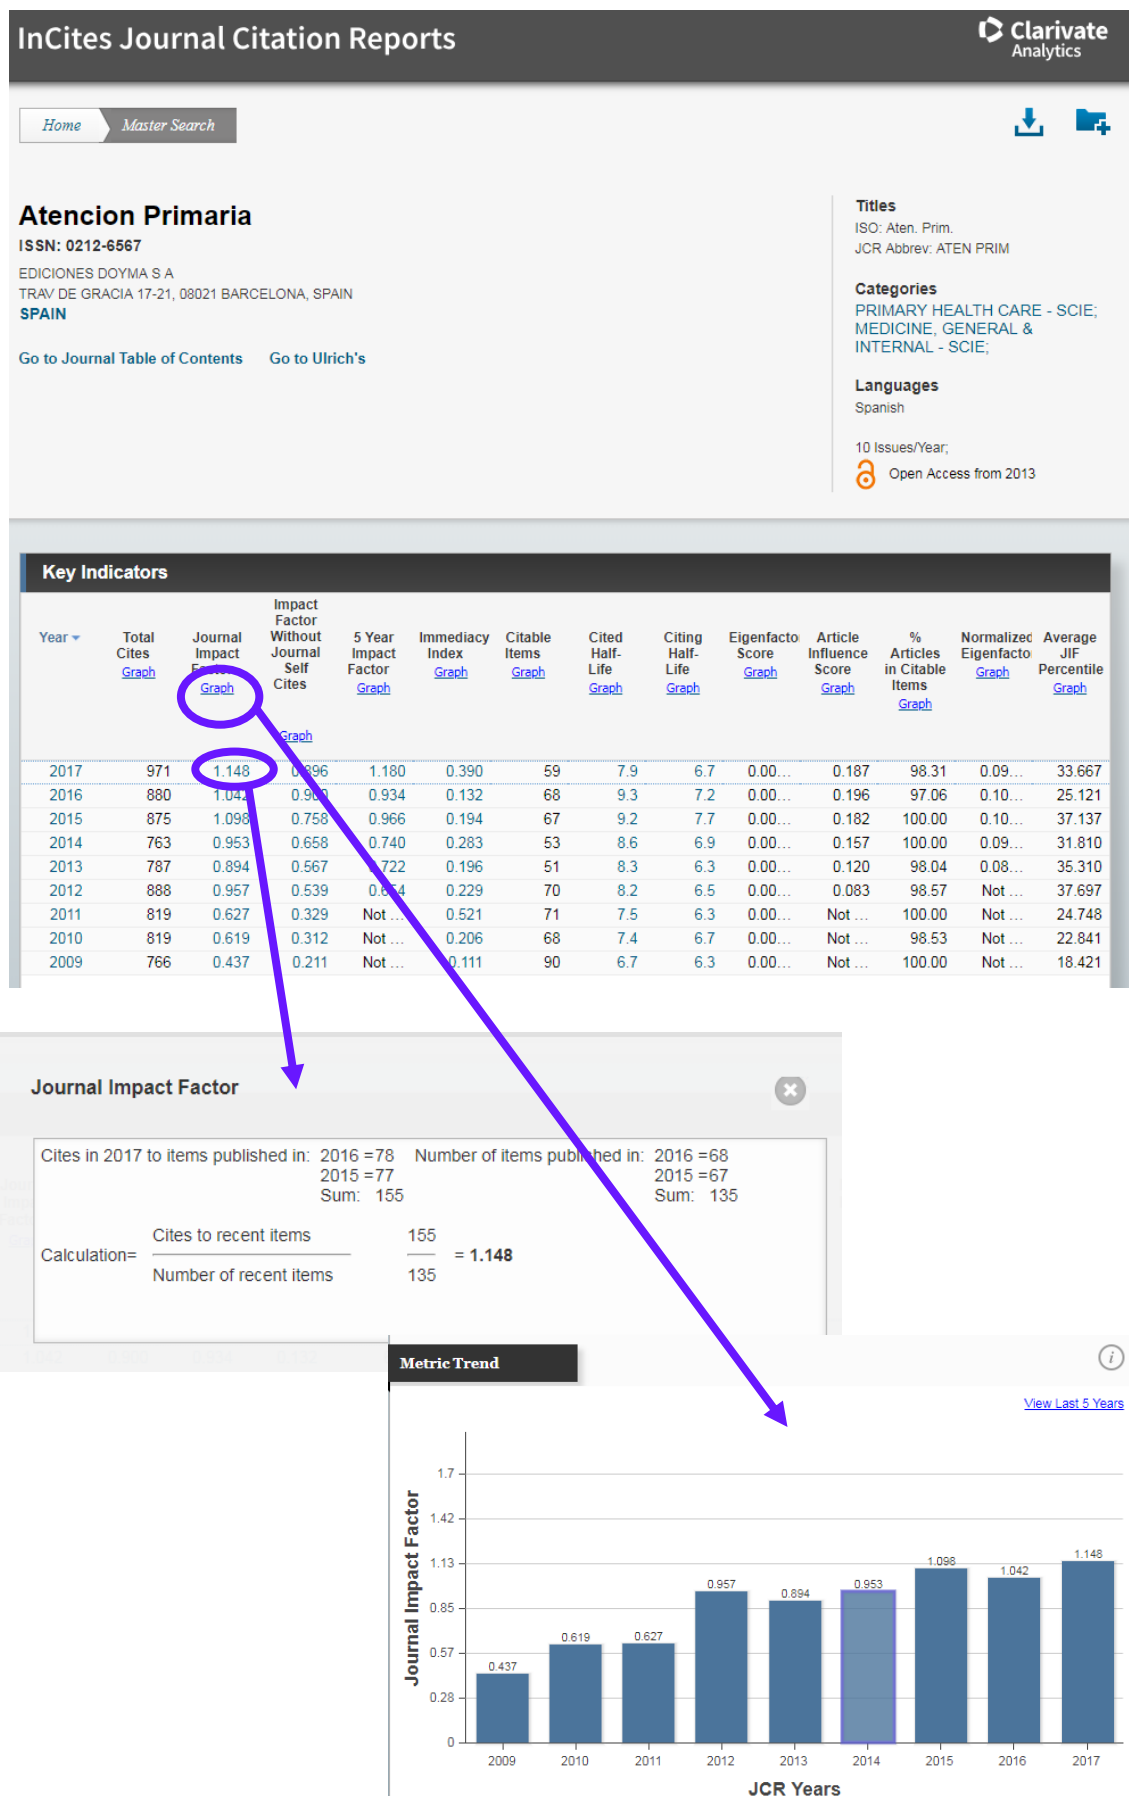 InCites Journal Citation Reports
Clarivate
Analytics
Home
Master Search
Atencion Primaria
ISSN: 0212-6567
EDICIONES DOYMA S A
TRAV DE GRACIA 17-21, 08021 BARCELONA, SPAIN
SPAIN
Go to Journal Table of Contents Go to Ulrich's
Titles
ISO: Aten. Prim.
JCR Abbrev: ATEN PRIM
Categories
PRIMARY HEALTH CARE - SCIE;
MEDICINE, GENERAL &
INTERNAL - SCIE;
Languages
Spanish
10 Issues/Year;
Open Access from 2013
Key Indicators
Year
Total
Cites
Graph
Journal
Impact
Graph
Impact
Factor
Without
Journal
Self
Cites
Graph
5 Year
Impact
Factor
Graph
Immediacy
Index
Graph
Citable
Items
Graph
Cited
Half-
Life
Graph
Citing
Half-
Life
Graph
Eigenfacto
Score
Graph
Article
Influence
Score
Graph
%
Articles
in Citable
Items
Graph
Normalized
Eigenfacto
Graph
Average
JIF
Percentile
Graph
2017 971 1.148 0.896 1.180 0.390 59 7.9 6.7 0.00... 0.187 98.31 0.09... 33.667
2016 880 1.042 0.934 0.132 68 9.3 7.2 0.00... 0.196 97.06 0.10... 25.121
2015 875 1.098 0.758 0.966 0.194 67 9.2 7.7 0.00... 0.182 100.00 0.10... 37.137
2014 763 0.953 0.658 0.740 0.283 53 8.6 6.9 0.00... 0.157 100.00 0.09... 31.810
2013 787 0.894 0.567 0.722 0.196 51 8.3 6.3 0.00... 0.120 98.04 0.08... 35.310
2012 888 0.957 0.539 0.229 70 8.2 6.5 0.00... 0.083 98.57 Not ... 37.697
2011 819 0.627 0.329 Not ... 0.521 71 7.5 6.3 0.00... Not ... 100.00 Not ... 24.748
2010 819 0.619 0.312 Not ... 0.206 68 7.4 6.7 0.00... Not ... 98.53 Not ... 22.841
2009 766 0.437 0.211 Not ... 0.111 90 6.7 6.3 0.00... Not ... 100.00 Not ... 18.421
Journal Impact Factor
Cites in 2017 to items published in: 2016 =78 Number of items published in: 2016 =68
2015 =77 2015 =67
Sum: 155 Sum: 135
Cites to recent items 155
Calculation= = 1.148
Number of recent items 135
Metric Trend
i
View Last 5 Years
Journal Impact Factor
1.7
1.42
1.13
0.85
0.57
0.28
0
0.437
0.619
0.627
0.957
0.894
0.953
1.098
1.042
1.148
2009 2010 2011 2012 2013 2014 2015 2016 2017
JCR Years